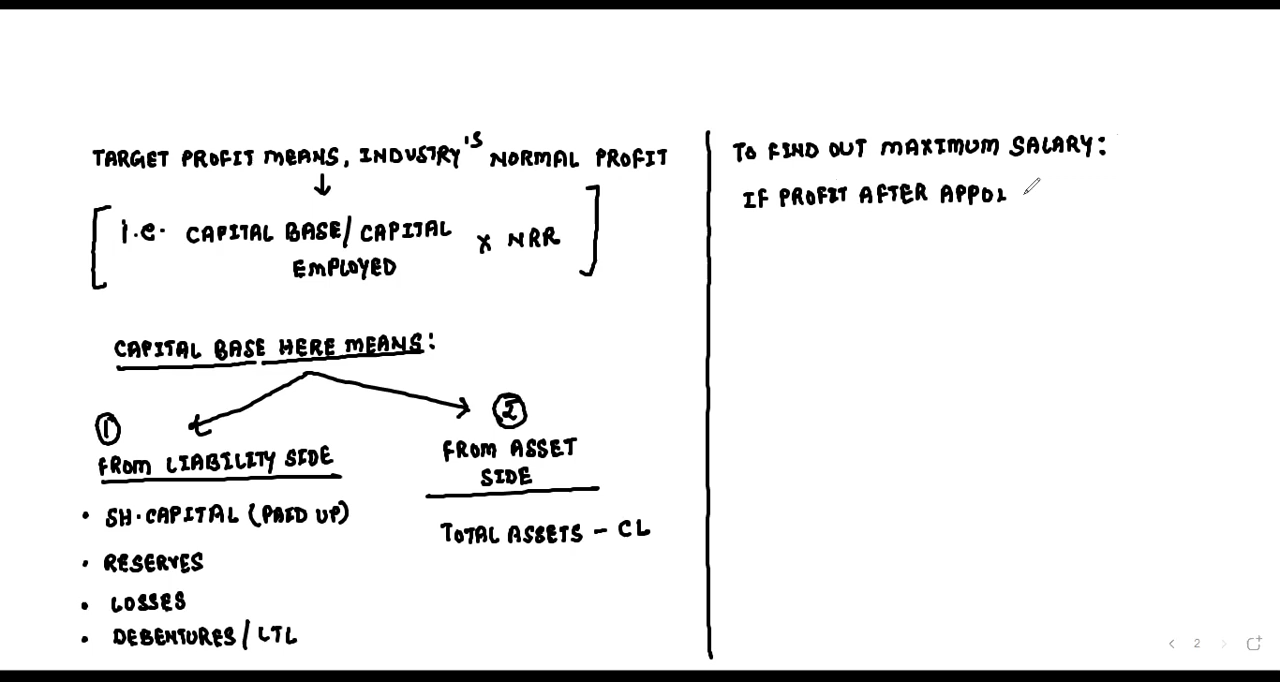 TARGET PROFIT MEANS, INDUSTRY'S NORMAL PROFIT
i.e. CAPITAL BASE/CAPITAL EMPLOYED X NRR
CAPITAL BASE HERE MEANS:
1
FROM LIABILITY SIDE
• SH.CAPITAL (PAID UP)
• RESERVES
• LOSSES
• DEBENTURES/LTL
2
FROM ASSET
SIDE
TOTAL ASSETS - CL
TO FIND OUT MAXIMUM SALARY:
IF PROFIT AFTER APPOI
2